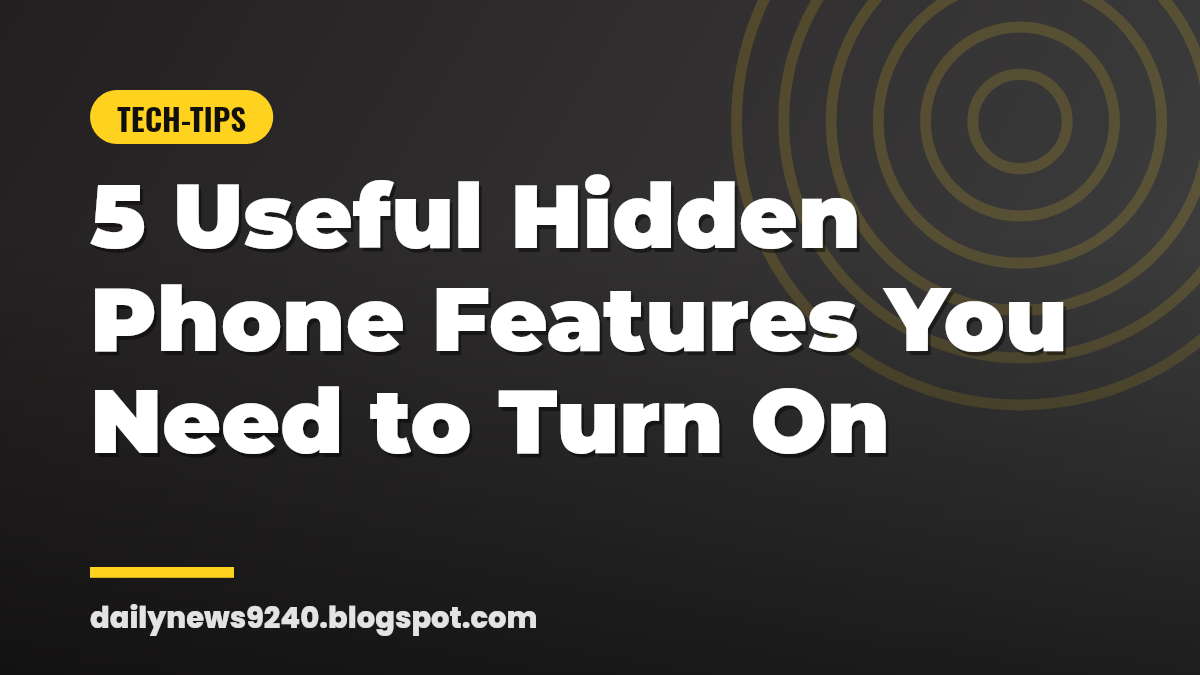 TECH-TIPS
5 Useful Hidden
Phone Features You
Need to Turn On
dailynews9240.blogspot.com